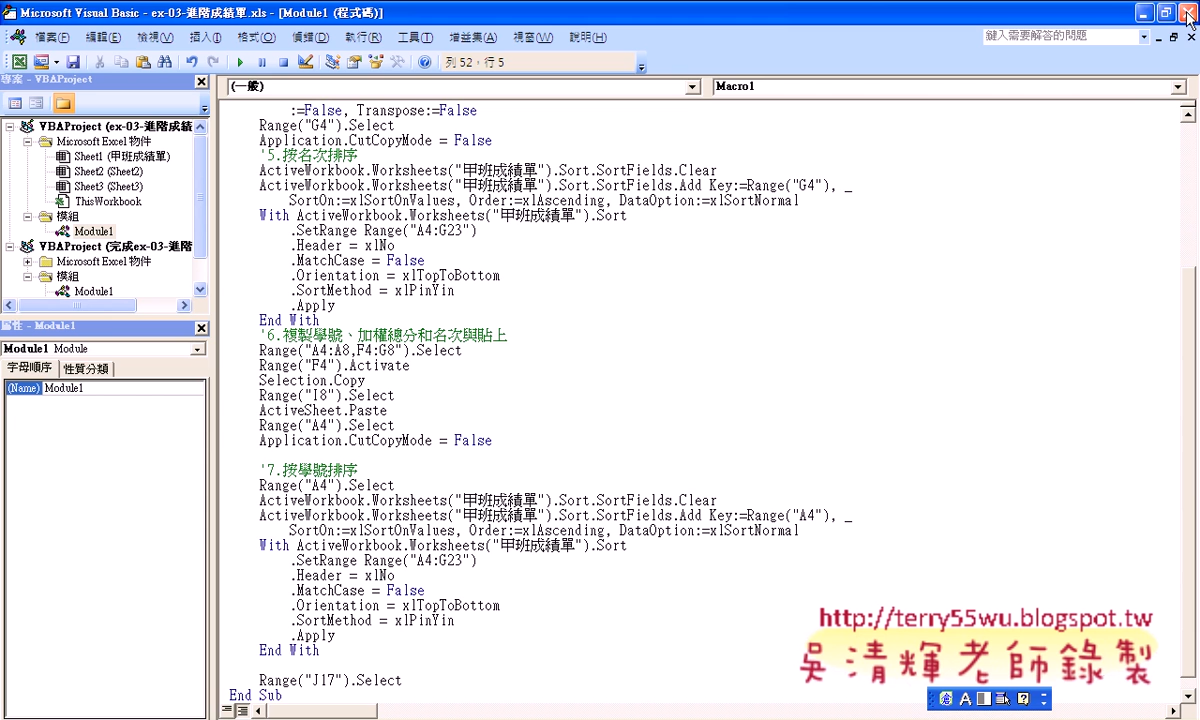 Microsoft Visual Basic - ex-03-進階成績單.xls - [Module1 (程式碼)]
檔案(F) 編輯(E) 檢視(V) 插入(I) 格式(O) 偵錯(D) 執行(R) 工具(T) 增益集(A) 視窗(W) 說明(H)
鍵入需要解答的問題
列 52，行 5
專案 - VBAProject
(一般)
Macro1
VBAProject (ex-03-進階成績
Microsoft Excel 物件
Sheet1 (甲班成績單)
Sheet2 (Sheet2)
Sheet3 (Sheet3)
ThisWorkbook
模組
Module1
VBAProject (完成ex-03-進階
Microsoft Excel 物件
模組
Module1
屬性 - Module1
Module1 Module
字母順序 性質分類
(Name) Module1
:=False, Transpose:=False
Range("G4").Select
Application.CutCopyMode = False
'5.按名次排序
ActiveWorkbook.Worksheets("甲班成績單").Sort.SortFields.Clear
ActiveWorkbook.Worksheets("甲班成績單").Sort.SortFields.Add Key:=Range("G4"), _
SortOn:=xlSortOnValues, Order:=xlAscending, DataOption:=xlSortNormal
With ActiveWorkbook.Worksheets("甲班成績單").Sort
.SetRange Range("A4:G23")
.Header = xlNo
.MatchCase = False
.Orientation = xlTopToBottom
.SortMethod = xlPinYin
.Apply
End With
'6.複製學號、加權總分和名次與貼上
Range("A4:A8,F4:G8").Select
Range("F4").Activate
Selection.Copy
Range("I8").Select
ActiveSheet.Paste
Range("A4").Select
Application.CutCopyMode = False
'7.按學號排序
Range("A4").Select
ActiveWorkbook.Worksheets("甲班成績單").Sort.SortFields.Clear
ActiveWorkbook.Worksheets("甲班成績單").Sort.SortFields.Add Key:=Range("A4"), _
SortOn:=xlSortOnValues, Order:=xlAscending, DataOption:=xlSortNormal
With ActiveWorkbook.Worksheets("甲班成績單").Sort
.SetRange Range("A4:G23")
.Header = xlNo
.MatchCase = False
.Orientation = xlTopToBottom
.SortMethod = xlPinYin
.Apply
End With
Range("J17").Select
End Sub
http://terry55wu.blogspot.tw
吳清輝老師錄製